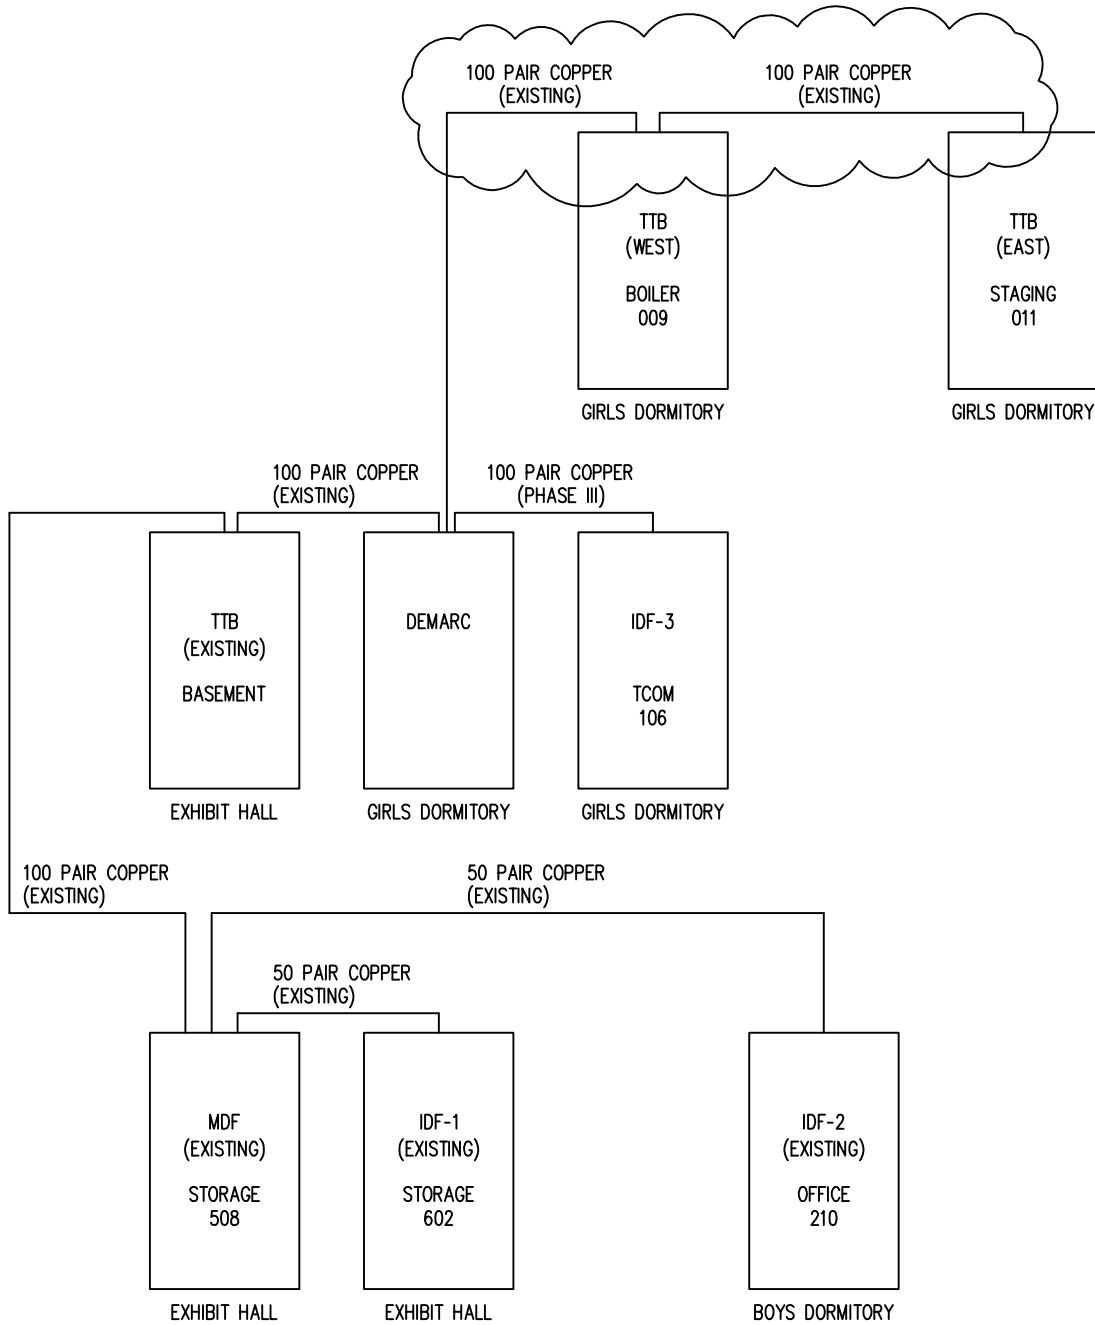 100 PAIR COPPER
(EXISTING)
100 PAIR COPPER
(EXISTING)
TTB
(WEST)
BOILER
009
GIRLS DORMITORY
TTB
(EAST)
STAGING
011
GIRLS DORMITORY
100 PAIR COPPER
(EXISTING)
100 PAIR COPPER
(PHASE III)
TTB
(EXISTING)
BASEMENT
EXHIBIT HALL
DEMARC
GIRLS DORMITORY
IDF-3
TCOM
106
GIRLS DORMITORY
100 PAIR COPPER
(EXISTING)
50 PAIR COPPER
(EXISTING)
50 PAIR COPPER
(EXISTING)
MDF
(EXISTING)
STORAGE
508
EXHIBIT HALL
IDF-1
(EXISTING)
STORAGE
602
EXHIBIT HALL
IDF-2
(EXISTING)
OFFICE
210
BOYS DORMITORY